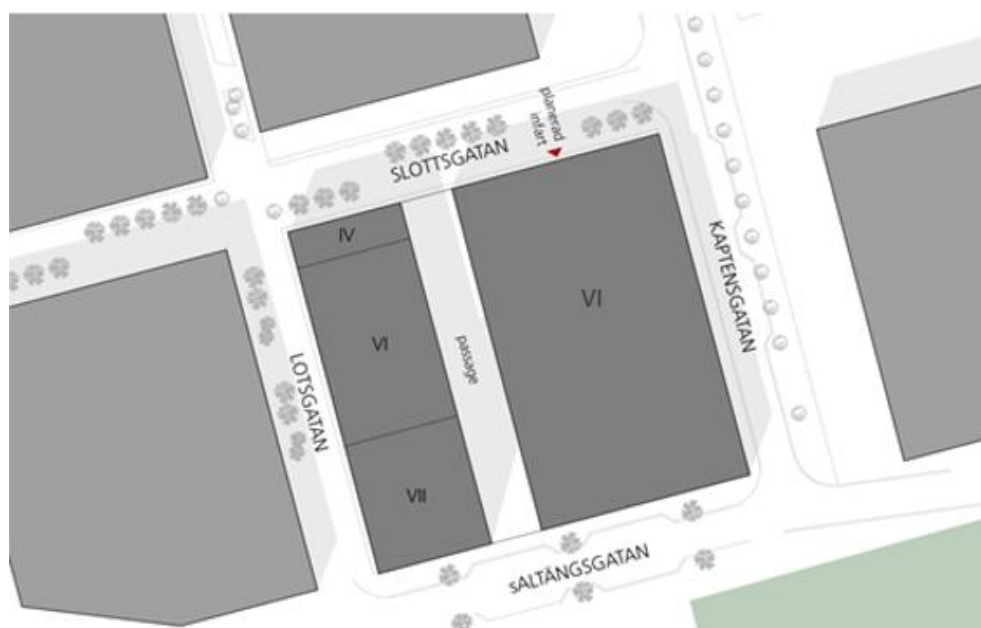 planerad
infart
SLOTTSGATAN
IV
VI
VI
KAPTENSGATAN
passage
LOTSGATAN
VII
SALTÄNGSGATAN